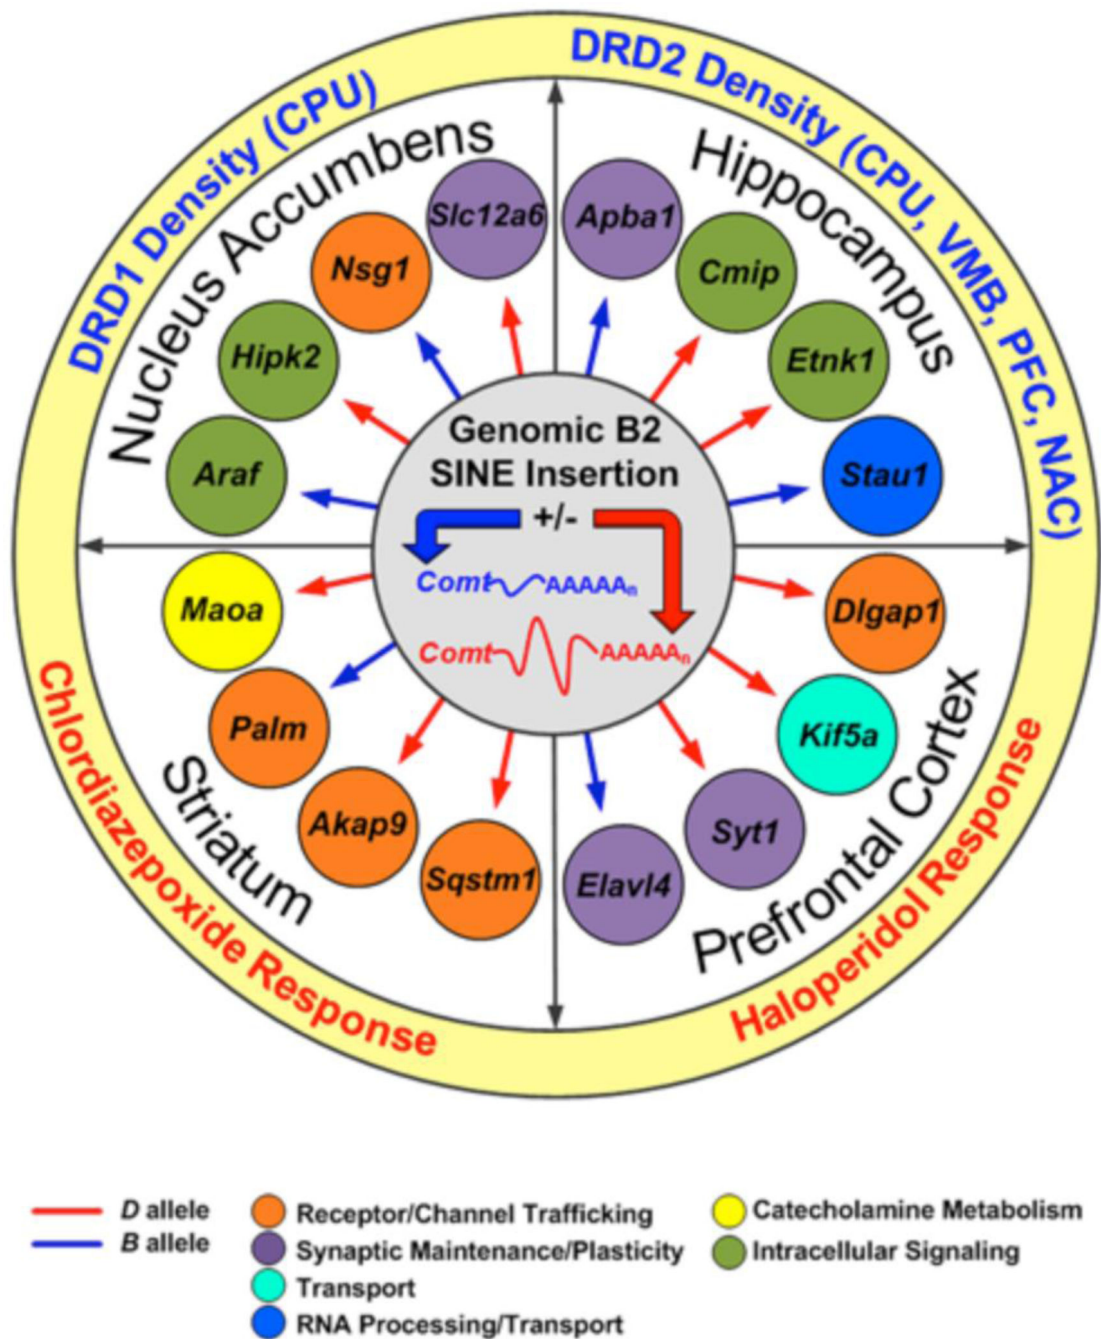 DRD1 Density (CPU)
DRD2 Density (CPU, VMB, PFC, NAC)
Nucleus Accumbens
Hippocampus
Slc12a6
Apba1
Nsg1
Cmip
Hipk2
Etnk1
Araf
Stau1
Genomic B2
SINE Insertion
+/-
Comt AAAAAn
Comt AAAAAn
Maoa
Dlgap1
Palm
Kif5a
Akap9
Syt1
Sqstm1
Elavl4
Striatum
Prefrontal Cortex
Chlordiazepoxide Response
Haloperidol Response
D allele
B allele
Receptor/Channel Trafficking
Synaptic Maintenance/Plasticity
Transport
RNA Processing/Transport
Catecholamine Metabolism
Intracellular Signaling